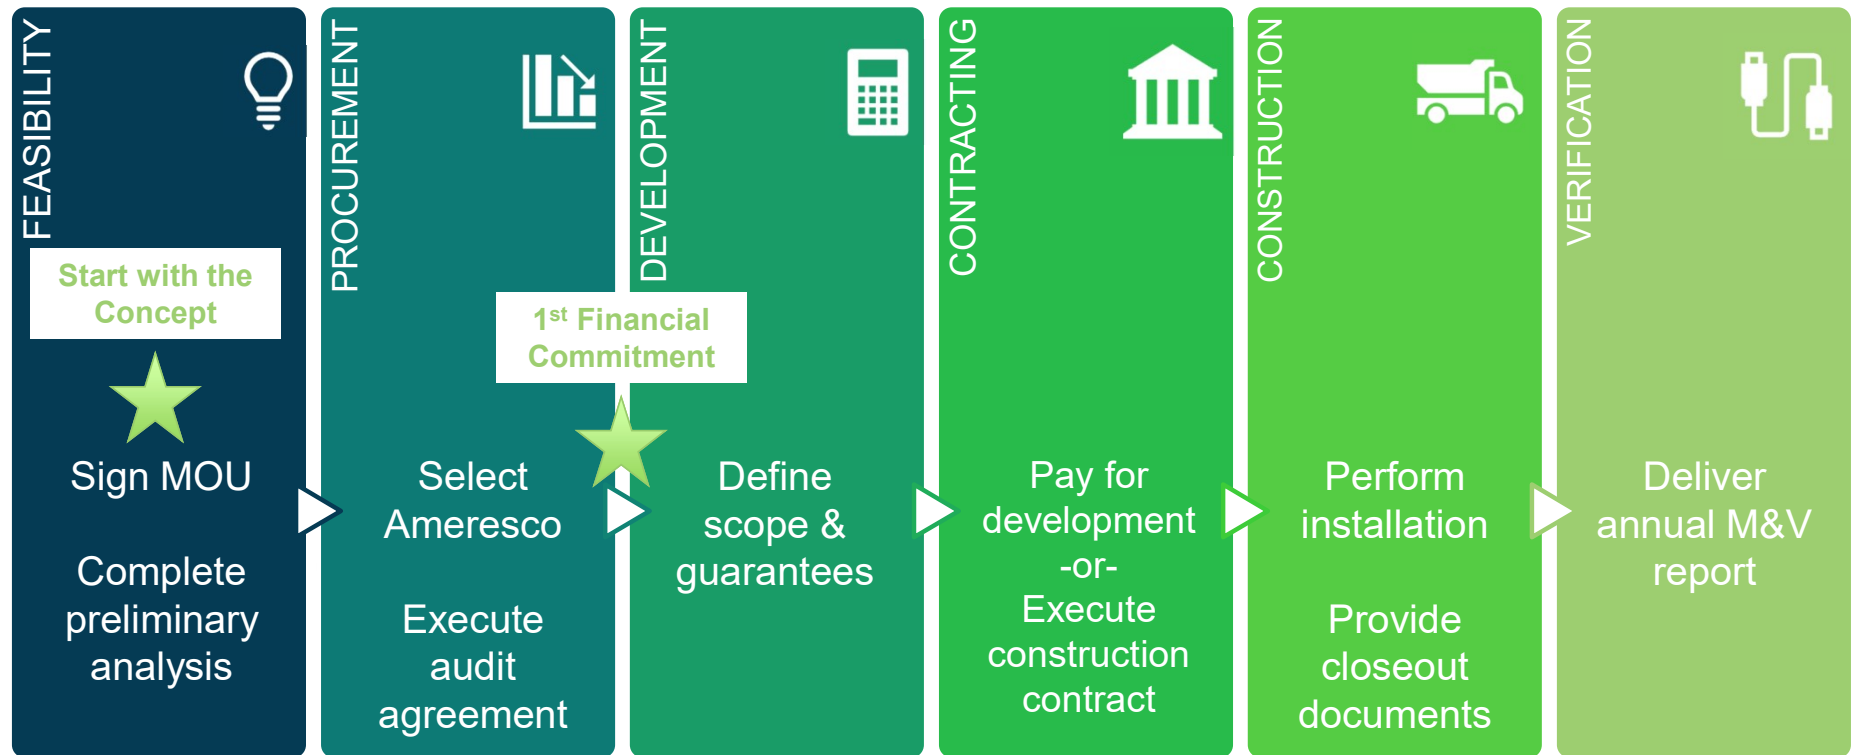 FEASIBILITY
Start with the
Concept
Sign MOU
Complete
preliminary
analysis
PROCUREMENT
1st Financial
Commitment
Select
Ameresco
Execute
audit
agreement
DEVELOPMENT
Define
scope &
guarantees
CONTRACTING
Pay for
development
-or-
Execute
construction
contract
CONSTRUCTION
Perform
installation
Provide
closeout
documents
VERIFICATION
Deliver
annual M&V
report